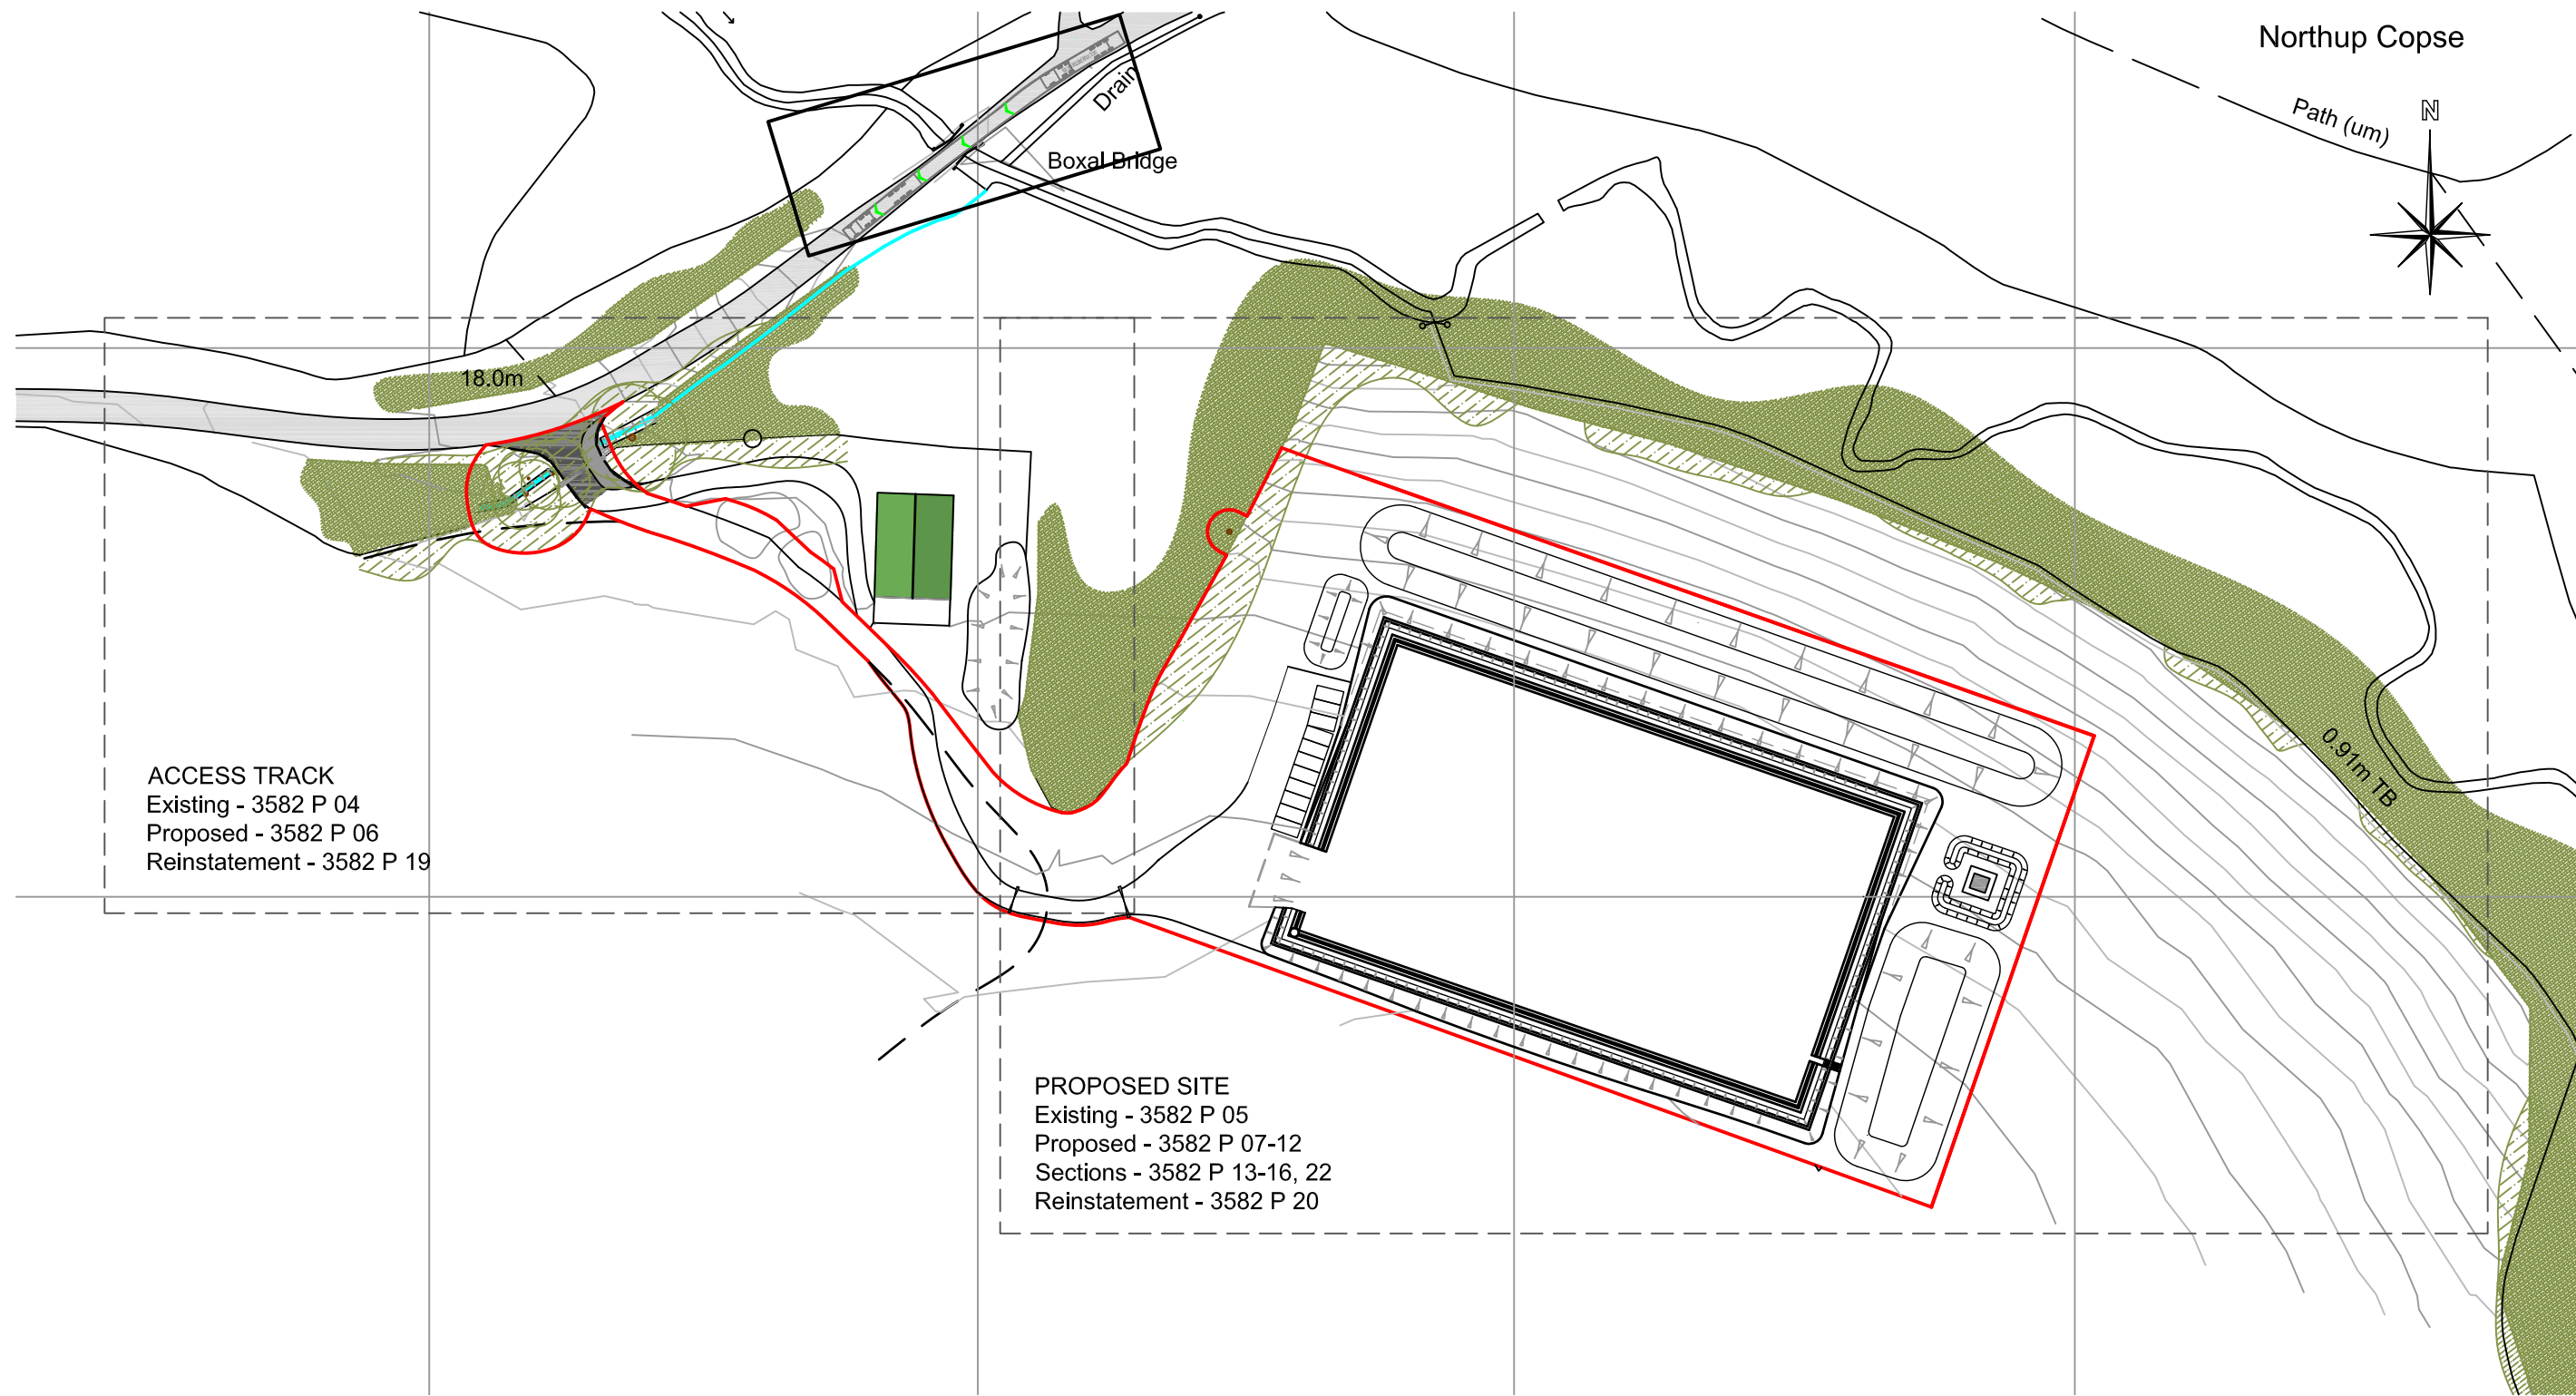 Northup Copse
Path (um)
N
Drain
Boxal Bridge
18.0m
0.91m TB
ACCESS TRACK
Existing - 3582 P 04
Proposed - 3582 P 06
Reinstatement - 3582 P 19
PROPOSED SITE
Existing - 3582 P 05
Proposed - 3582 P 07-12
Sections - 3582 P 13-16, 22
Reinstatement - 3582 P 20